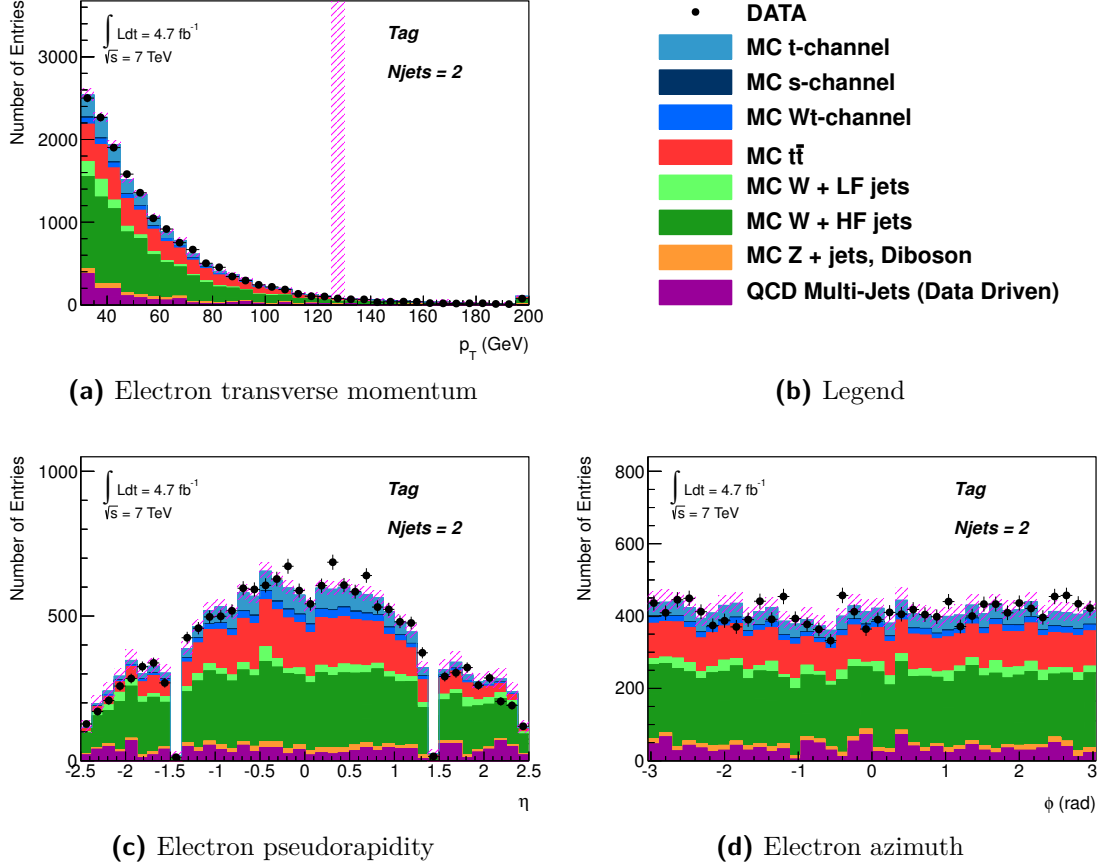 Number of Entries
3000
2000
1000
0
∫ Ldt = 4.7 fb⁻¹
√s = 7 TeV
Tag
Njets = 2
40 60 80 100 120 140 160 180 200
p_T (GeV)
(a) Electron transverse momentum
DATA
MC t-channel
MC s-channel
MC Wt-channel
MC tt̄
MC W + LF jets
MC W + HF jets
MC Z + jets, Diboson
QCD Multi-Jets (Data Driven)
(b) Legend
Number of Entries
1000
500
0
∫ Ldt = 4.7 fb⁻¹
√s = 7 TeV
Tag
Njets = 2
-2.5 -2 -1.5 -1 -0.5 0 0.5 1 1.5 2 2.5
η
(c) Electron pseudorapidity
Number of Entries
800
600
400
200
0
∫ Ldt = 4.7 fb⁻¹
√s = 7 TeV
Tag
Njets = 2
-3 -2 -1 0 1 2 3
ϕ (rad)
(d) Electron azimuth